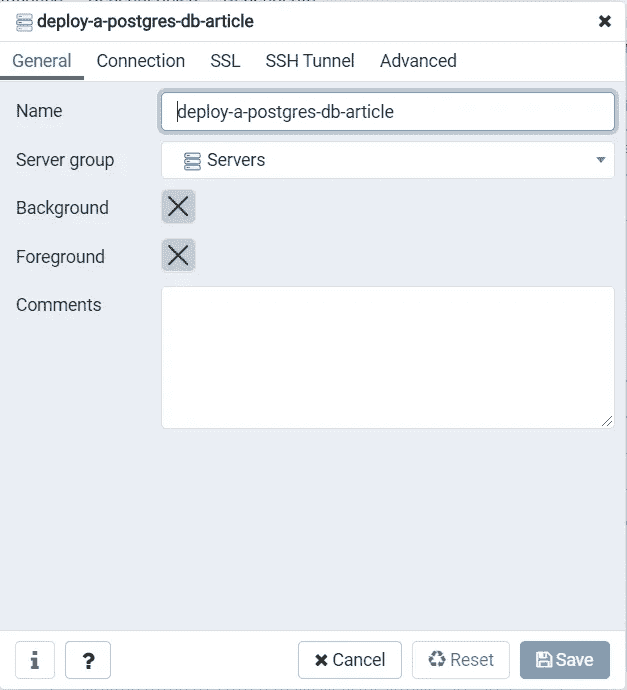 deploy-a-postgres-db-article
General Connection SSL SSH Tunnel Advanced
Name deploy-a-postgres-db-article
Server group Servers
Background
Foreground
Comments
i ? Cancel Reset Save